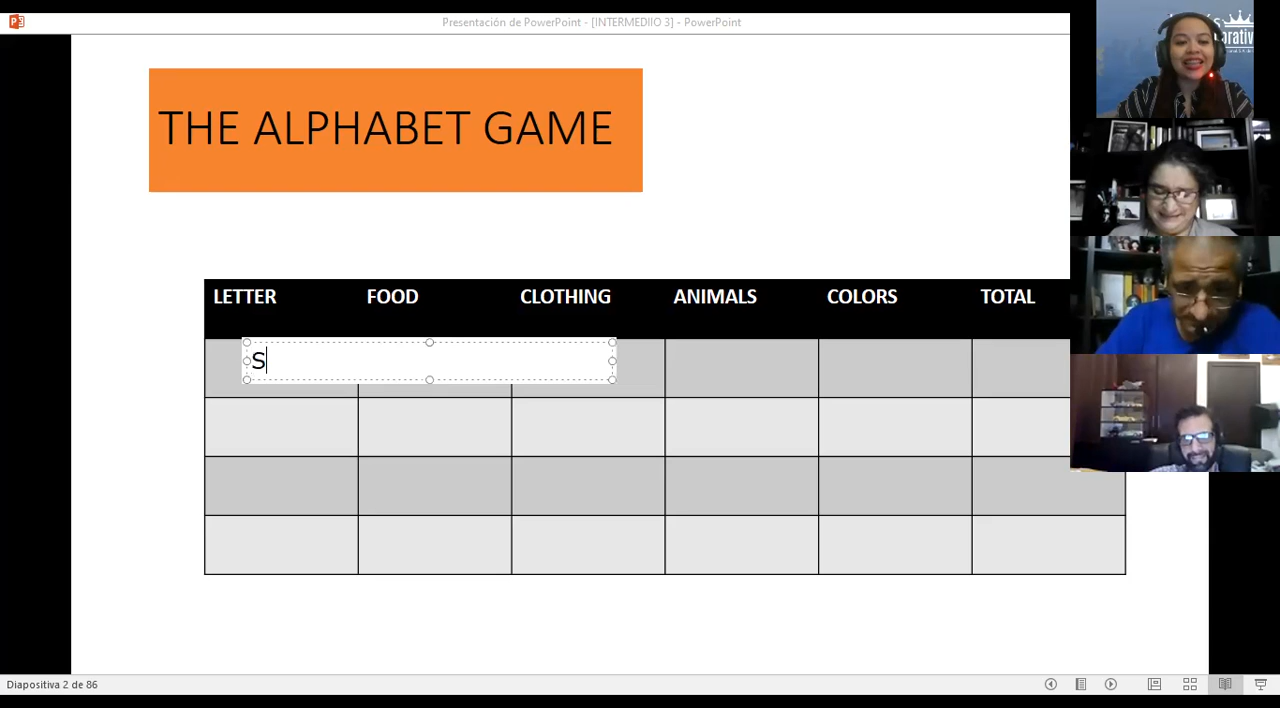 Presentación de PowerPoint - [INTERMEDIIO 3] - PowerPoint
THE ALPHABET GAME
LETTER FOOD CLOTHING ANIMALS COLORS TOTAL
S
Diapositiva 2 de 86